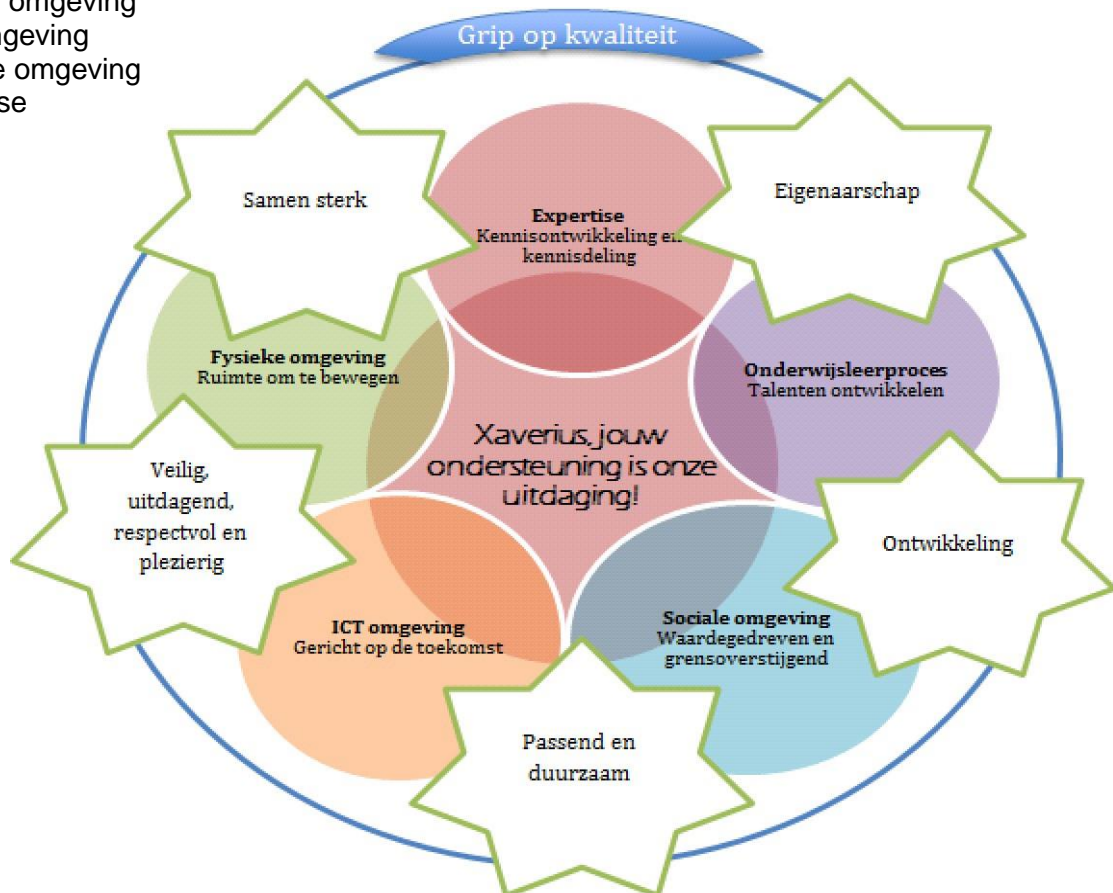 omgeving
omgeving
Grip op kwaliteit
Samen sterk
Eigenaarschap
Expertise
Kennisontwikkeling en
kennisdeling
Fysieke omgeving
Ruimte om te bewegen
Onderwijsleerproces
Talenten ontwikkelen
Xaverius, jouw
ondersteuning is onze
uitdaging!
Veilig,
uitdagend,
respectvol en
plezierig
Ontwikkeling
ICT omgeving
Gericht op de toekomst
Sociale omgeving
Waardegedreven en
grensoverstijgend
Passend en
duurzaam